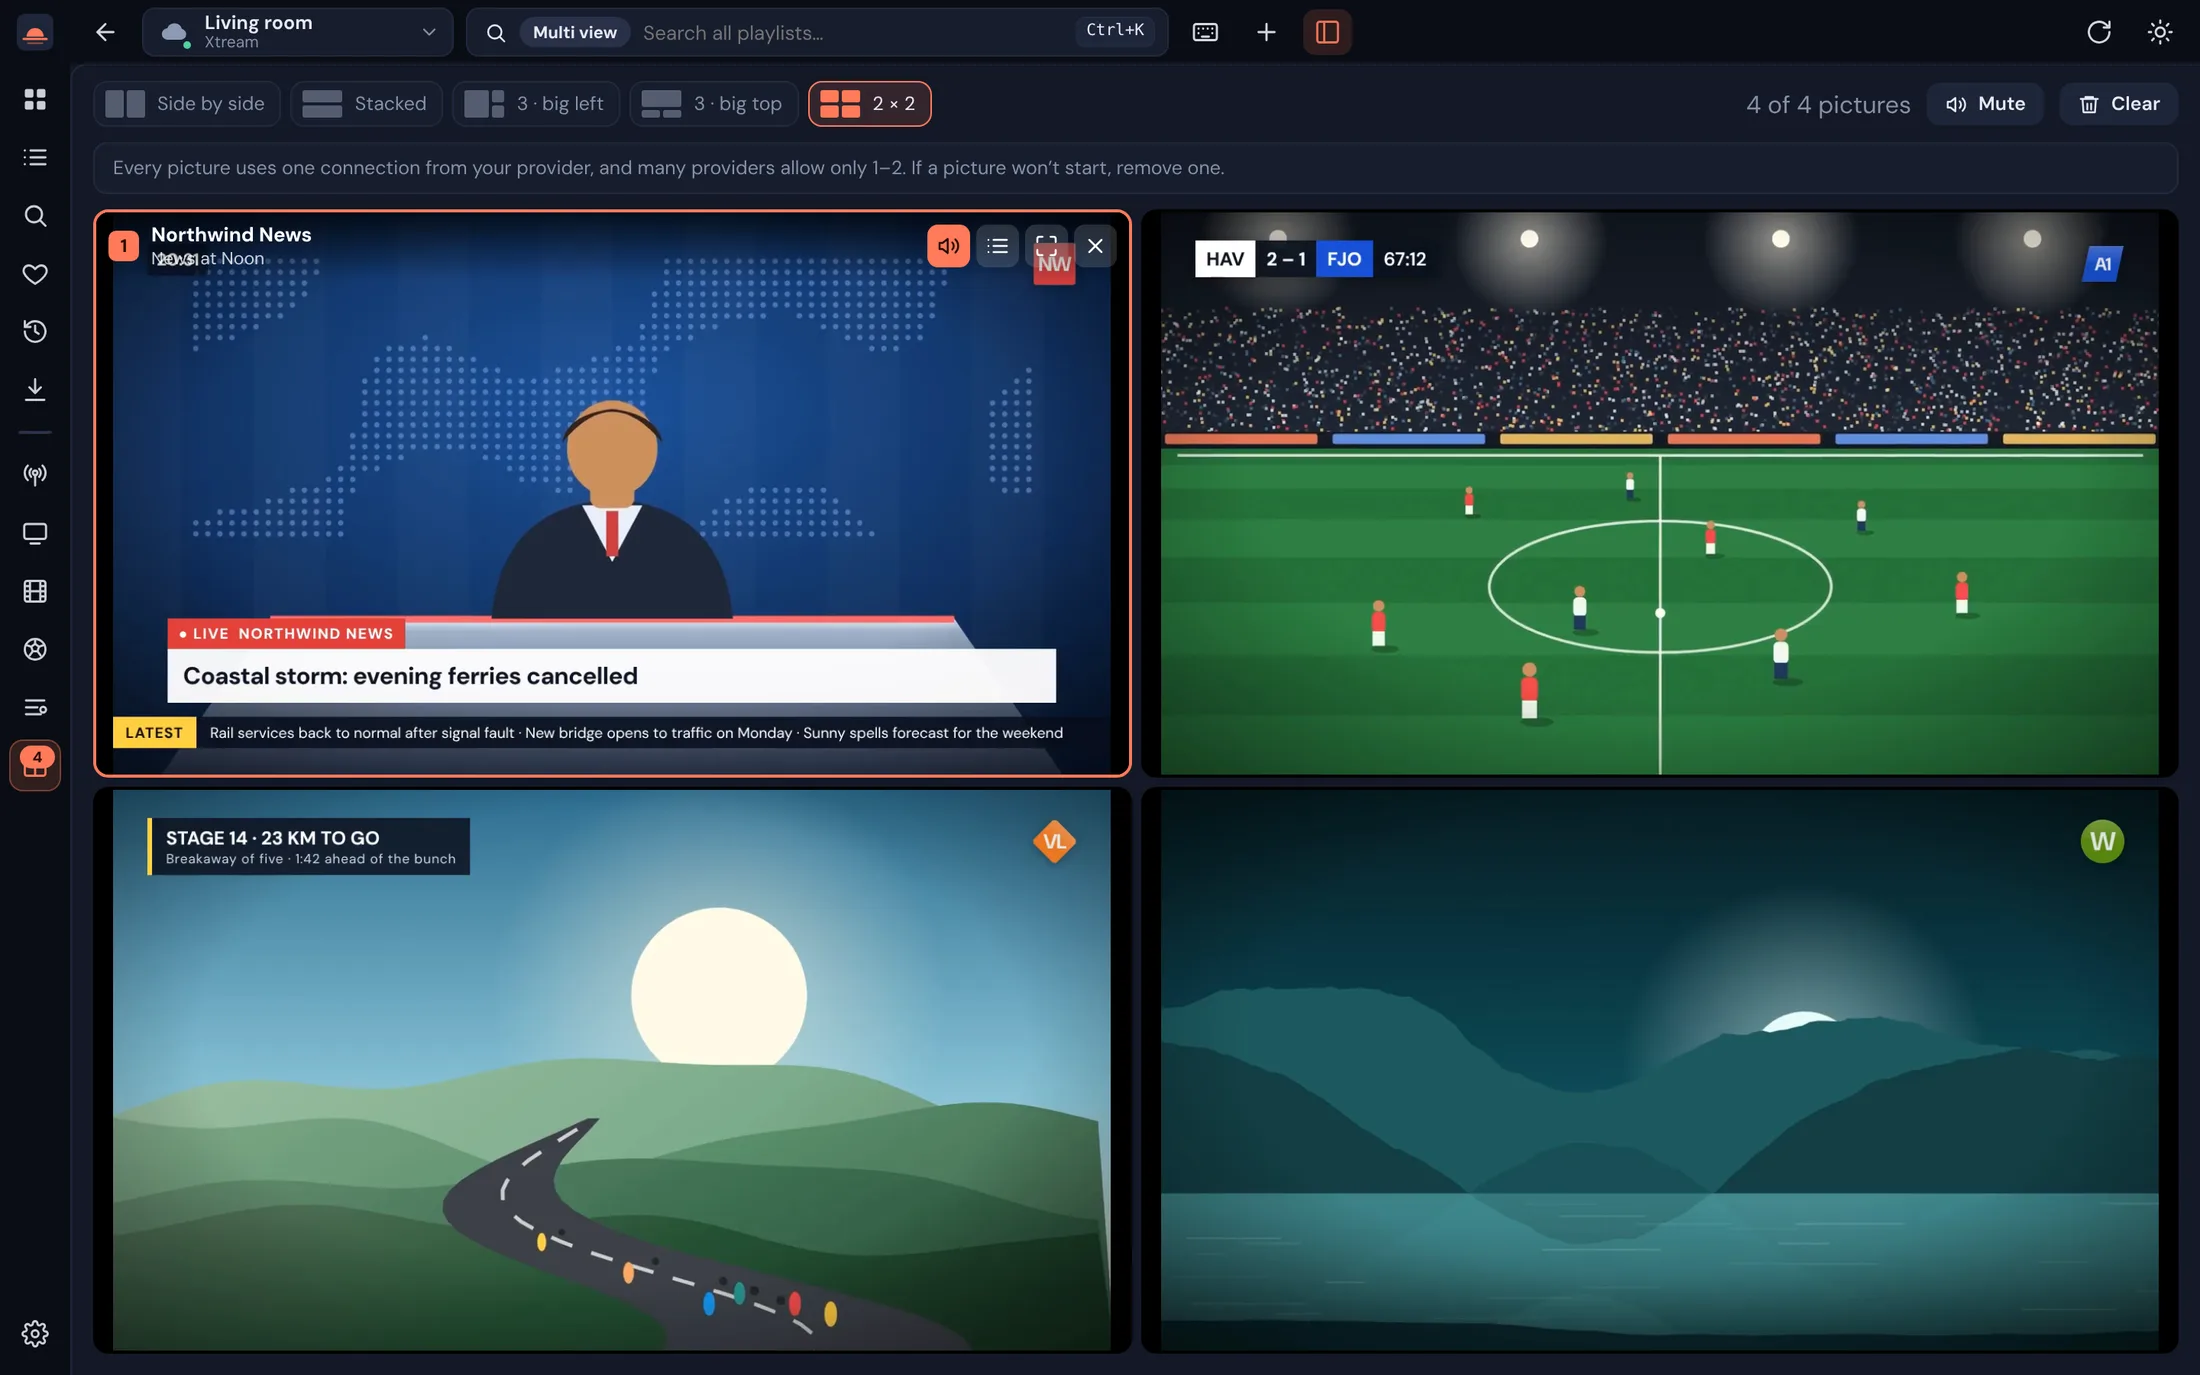 Living room
Xtream
Multi view
Search all playlists...
Ctrl+K
Side by side
Stacked
3 · big left
3 · big top
2 × 2
4 of 4 pictures
Mute
Clear
Every picture uses one connection from your provider, and many providers allow only 1–2. If a picture won’t start, remove one.
1
Northwind News
News at Noon
NW
HAV 2 – 1 FJO 67:12
A1
4
• LIVE NORTHWIND NEWS
Coastal storm: evening ferries cancelled
LATEST
Rail services back to normal after signal fault · New bridge opens to traffic on Monday · Sunny spells forecast for the weekend
STAGE 14 · 23 KM TO GO
Breakaway of five · 1:42 ahead of the bunch
VL
W